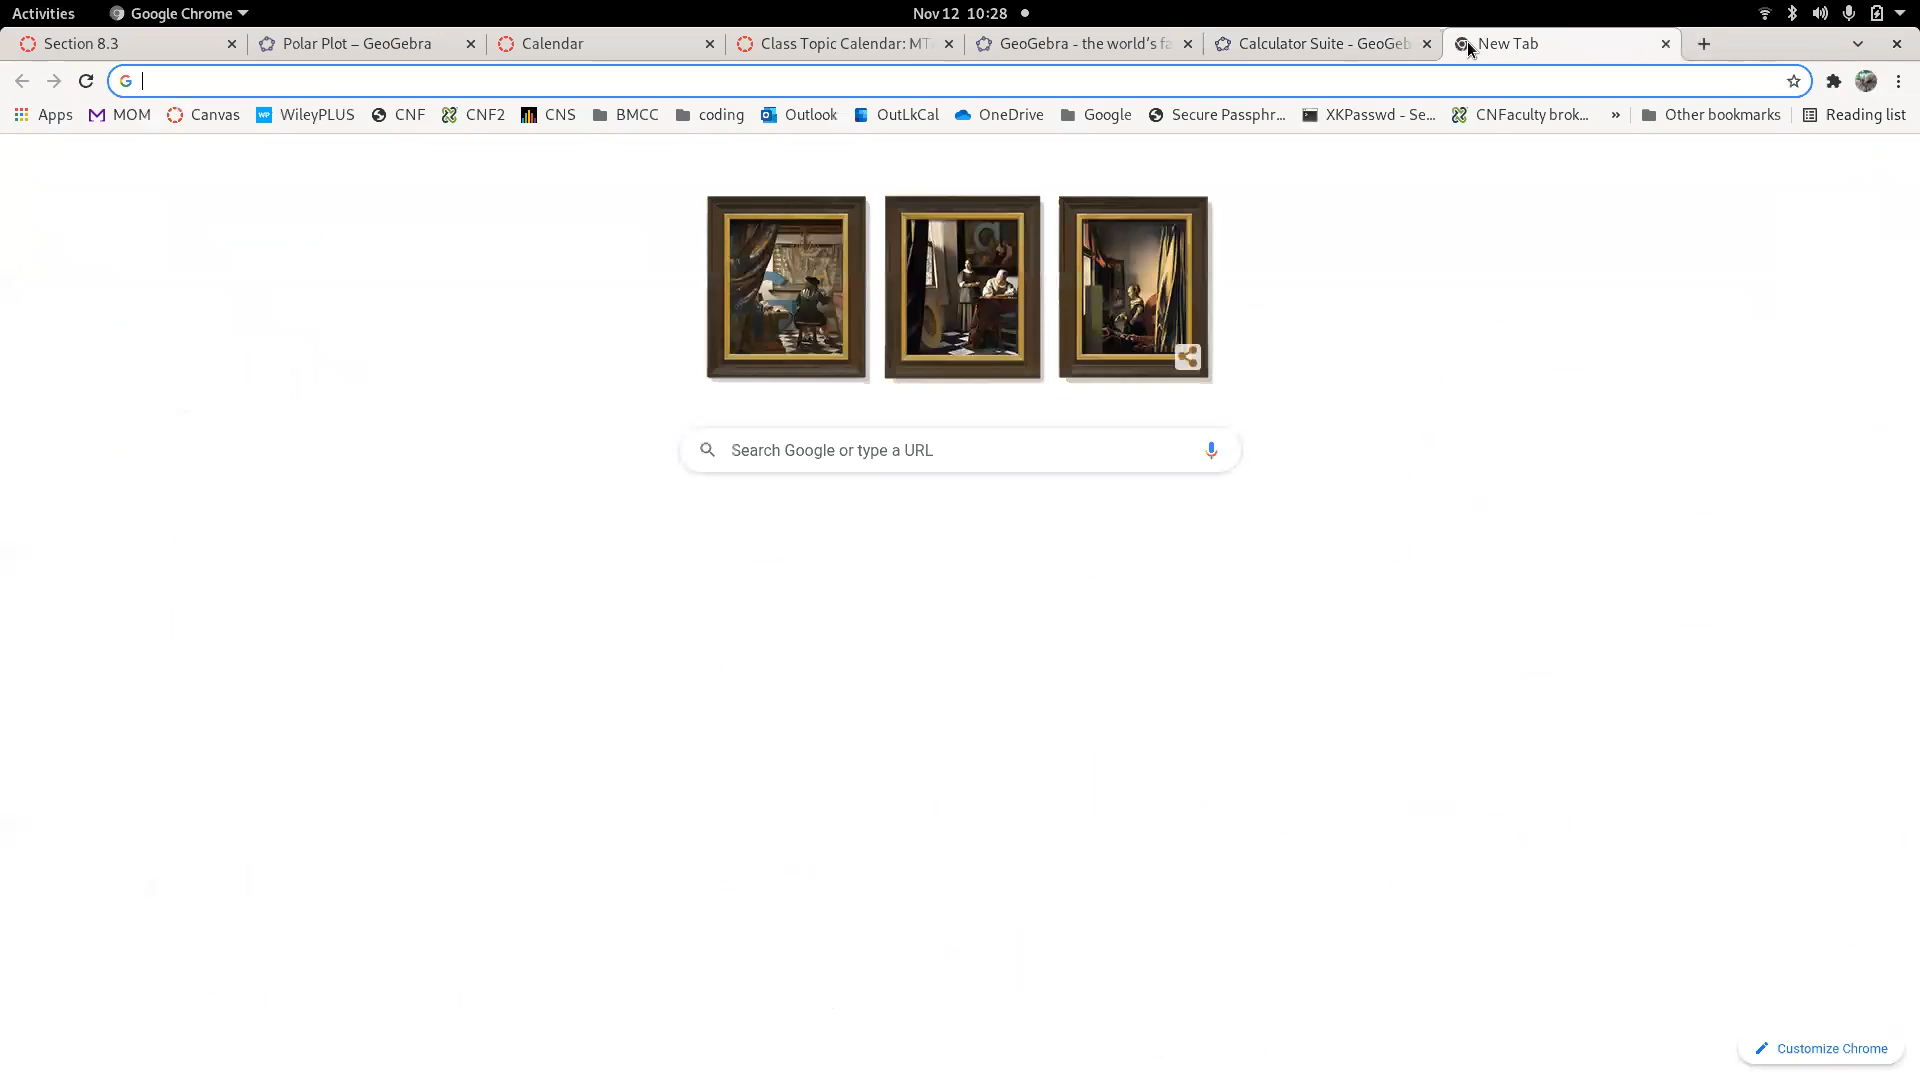 Activities Google Chrome Nov 12 10:28
Section 8.3 Polar Plot – GeoGebra Calendar Class Topic Calendar: MT GeoGebra - the world's fa Calculator Suite - GeoGeb New Tab
Apps MOM Canvas WP WileyPLUS CNF CNF2 CNS BMCC coding Outlook OutLkCal OneDrive Google Secure Passphr... XKPasswd - Se... CNFaculty brok... » Other bookmarks Reading list
Search Google or type a URL
Customize Chrome